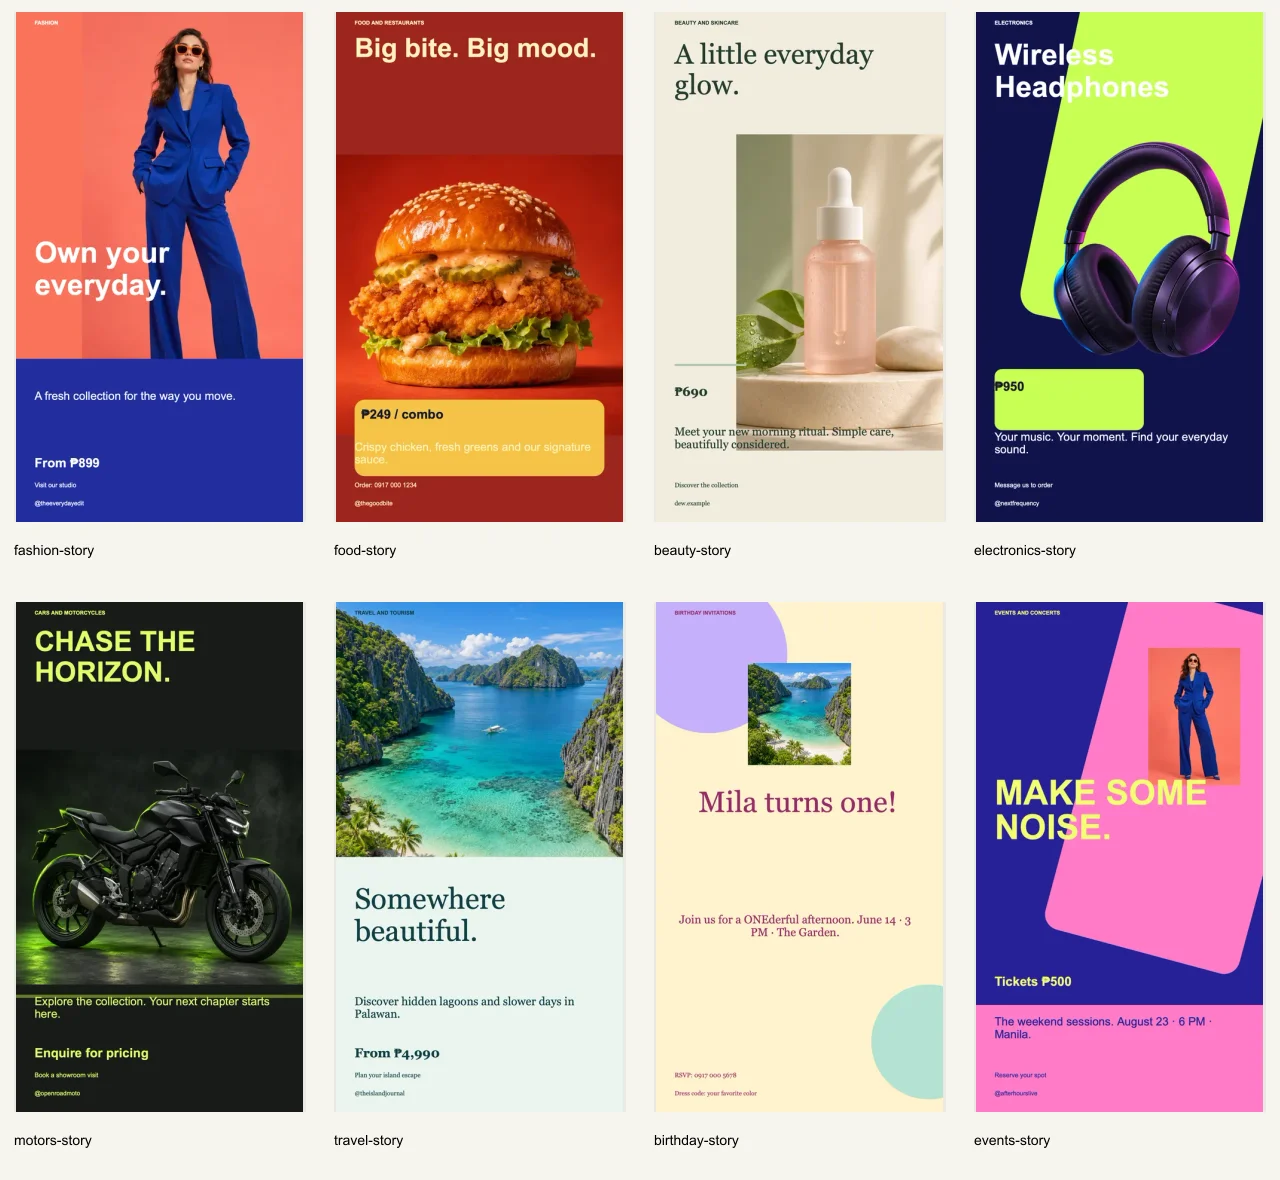 FASHION
Own your
everyday.
A fresh collection for the way you move.
From ₱899
Visit our studio
@theeverydayedit
fashion-story
FOOD AND RESTAURANTS
Big bite. Big mood.
₱249 / combo
Crispy chicken, fresh greens and our signature
sauce.
Order: 0917 000 1234
@thegoodbite
food-story
BEAUTY AND SKINCARE
A little everyday
glow.
₱690
Meet your new morning ritual. Simple care,
beautifully considered.
Discover the collection
dew.example
beauty-story
ELECTRONICS
Wireless
Headphones
₱950
Your music. Your moment. Find your everyday
sound.
Message us to order
@nextfrequency
electronics-story
CARS AND MOTORCYCLES
CHASE THE
HORIZON.
Explore the collection. Your next chapter starts
here.
Enquire for pricing
Book a showroom visit
@openroadmoto
motors-story
TRAVEL AND TOURISM
Somewhere
beautiful.
Discover hidden lagoons and slower days in
Palawan.
From ₱4,990
Plan your island escape
@theislandjournal
travel-story
BIRTHDAY INVITATIONS
Mila turns one!
Join us for a ONEderful afternoon. June 14 · 3
PM · The Garden.
RSVP: 0917 000 5678
Dress code: your favorite color
birthday-story
EVENTS AND CONCERTS
MAKE SOME
NOISE.
Tickets ₱500
The weekend sessions. August 23 · 6 PM ·
Manila.
Reserve your spot
@afterhourslive
events-story